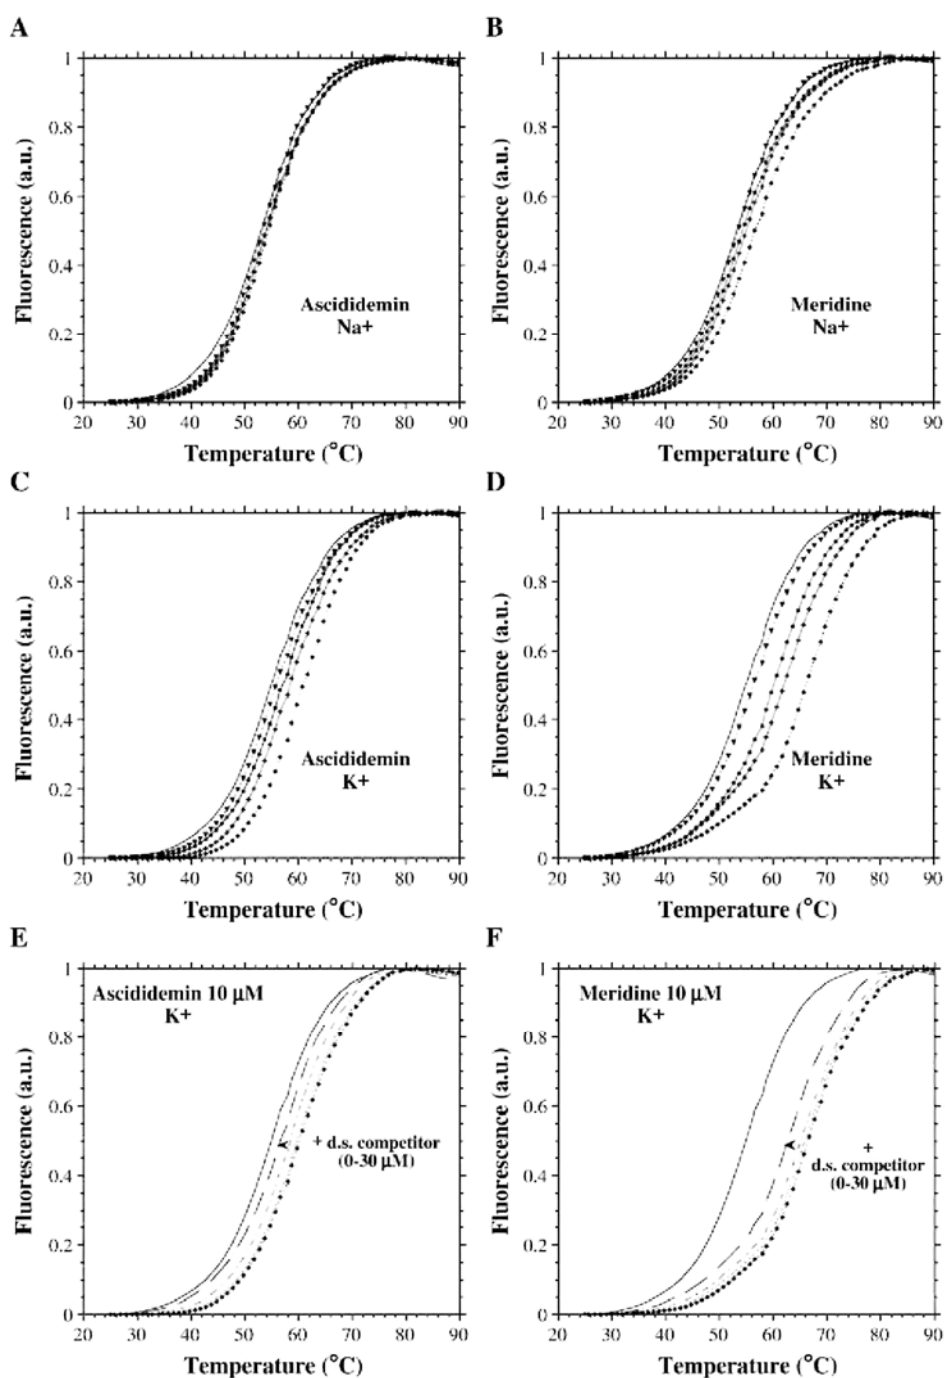 A
B
1
0.8
0.6
0.4
0.2
0
Fluorescence (a.u.)
Ascididemin
Na+
20 30 40 50 60 70 80 90
Temperature (°C)
1
0.8
0.6
0.4
0.2
0
Fluorescence (a.u.)
Meridine
Na+
20 30 40 50 60 70 80 90
Temperature (°C)
C
D
1
0.8
0.6
0.4
0.2
0
Fluorescence (a.u.)
Ascididemin
K+
20 30 40 50 60 70 80 90
Temperature (°C)
1
0.8
0.6
0.4
0.2
0
Fluorescence (a.u.)
Meridine
K+
20 30 40 50 60 70 80 90
Temperature (°C)
E
F
1
0.8
0.6
0.4
0.2
0
Fluorescence (a.u.)
Ascididemin 10 µM
K+
+ d.s. competitor
(0-30 µM)
20 30 40 50 60 70 80 90
Temperature (°C)
1
0.8
0.6
0.4
0.2
0
Fluorescence (a.u.)
Meridine 10 µM
K+
+
d.s. competitor
(0-30 µM)
20 30 40 50 60 70 80 90
Temperature (°C)